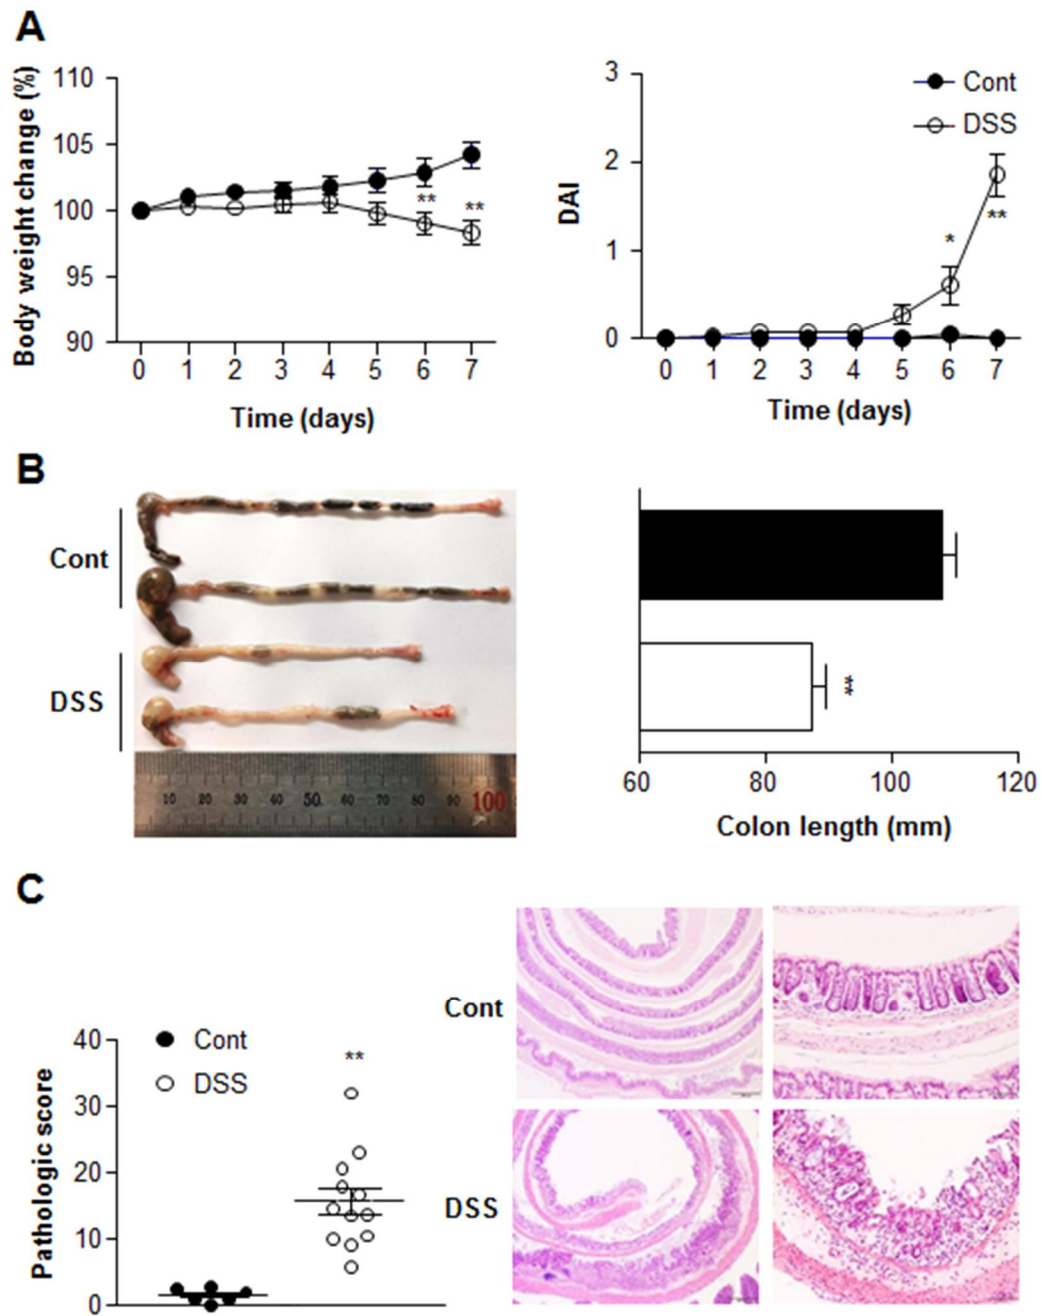 A
Body weight change (%)
110
105
100
95
90
** **
0 1 2 3 4 5 6 7
Time (days)
DAI
3
2
1
0
Cont
DSS
*
**
0 1 2 3 4 5 6 7
Time (days)
B
Cont
DSS
10 20 30 40 50 60 70 80 90 100
**
60 80 100 120
Colon length (mm)
C
Pathologic score
40
30
20
10
0
Cont
DSS
**
Cont
DSS